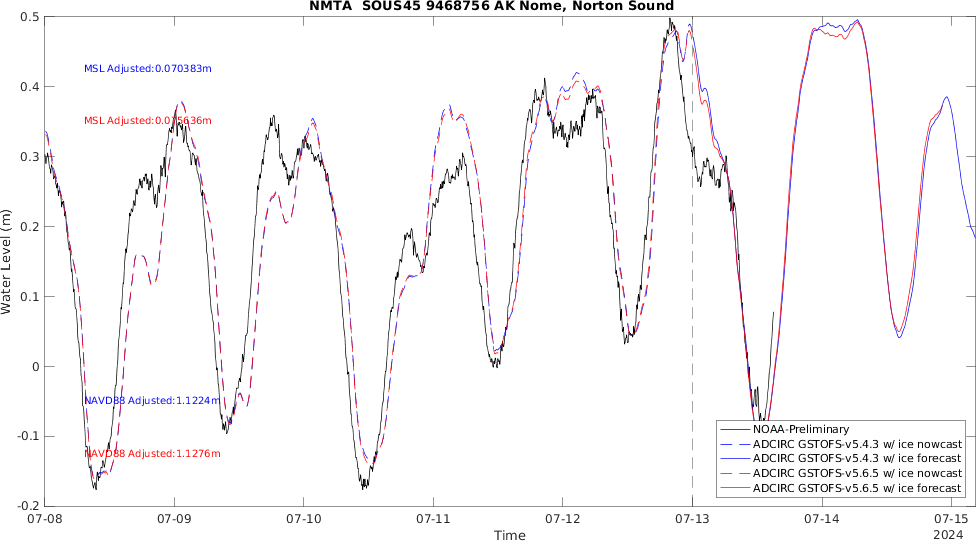 NMTA SOUS45 9468756 AK Nome, Norton Sound
Water Level (m)
0.5
0.4
0.3
0.2
0.1
0
-0.1
-0.2
MSL Adjusted:0.070383m
MSL Adjusted:0.075636m
NAVD88 Adjusted:1.1224m
NAVD88 Adjusted:1.1276m
NOAA-Preliminary
ADCIRC GSTOFS-v5.4.3 w/ ice nowcast
ADCIRC GSTOFS-v5.4.3 w/ ice forecast
ADCIRC GSTOFS-v5.6.5 w/ ice nowcast
ADCIRC GSTOFS-v5.6.5 w/ ice forecast
07-08 07-09 07-10 07-11 07-12 07-13 07-14 07-15
Time
2024